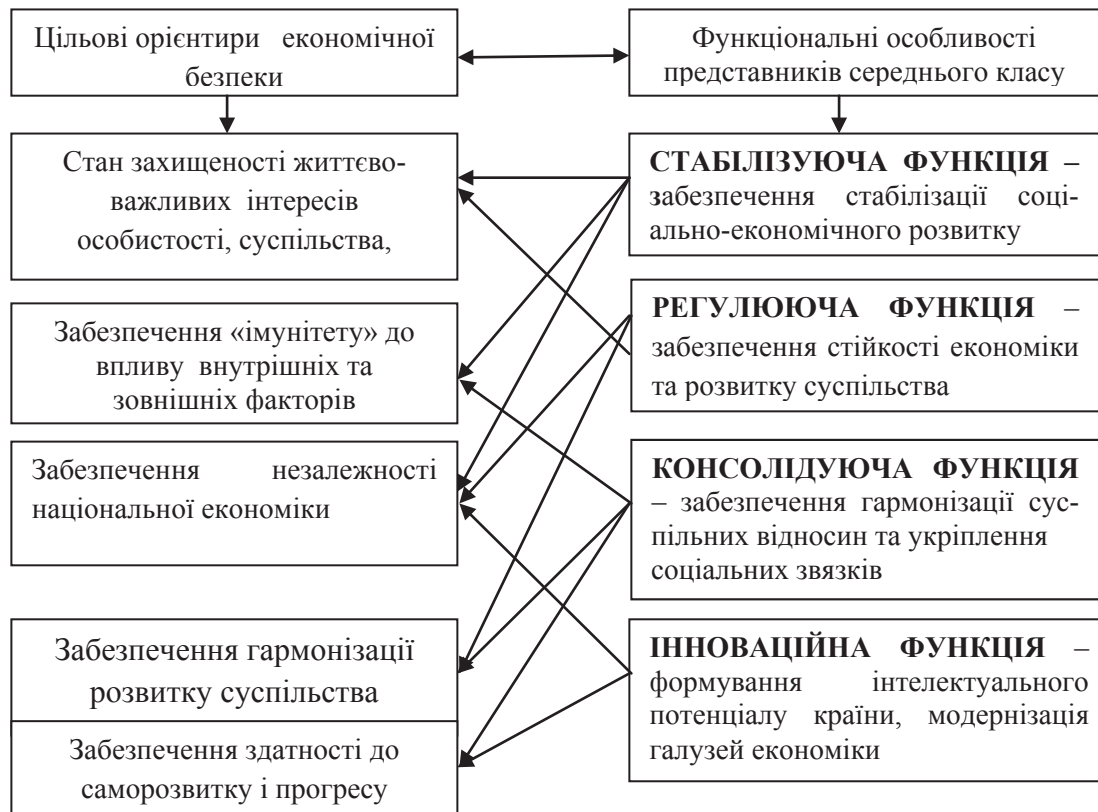 Цільові орієнтири економічної
безпеки
Функціональні особливості
представників середнього класу
Стан захищеності життєво-
важливих інтересів
особистості, суспільства,
СТАБІЛІЗУЮЧА ФУНКЦІЯ –
забезпечення стабілізації соці-
ально-економічного розвитку
Забезпечення «імунітету» до
впливу внутрішніх та
зовнішніх факторів
РЕГУЛЮЮЧА ФУНКЦІЯ –
забезпечення стійкості економіки
та розвитку суспільства
Забезпечення незалежності
національної економіки
КОНСОЛІДУЮЧА ФУНКЦІЯ
– забезпечення гармонізації сус-
пільних відносин та укріплення
соціальних звязків
Забезпечення гармонізації
розвитку суспільства
ІННОВАЦІЙНА ФУНКЦІЯ –
формування інтелектуального
потенціалу країни, модернізація
галузей економіки
Забезпечення здатності до
саморозвитку і прогресу